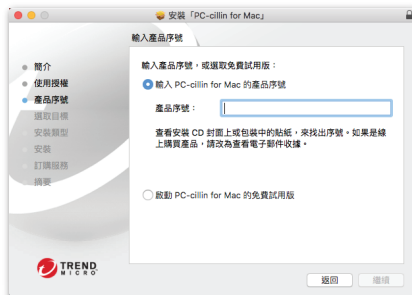 安裝「PC-cillin for Mac」
輸入產品序號
簡介
使用授權
產品序號
選取目標
安裝類型
安裝
訂購服務
摘要
輸入產品序號，或選取免費試用版：
輸入 PC-cillin for Mac 的產品序號
產品序號：
查看安裝 CD 封面上或包裝中的貼紙，來找出序號。如果是線
上購買產品，請改為查看電子郵件收據。
啟動 PC-cillin for Mac 的免費試用版
TREND
MICRO
返回
繼續